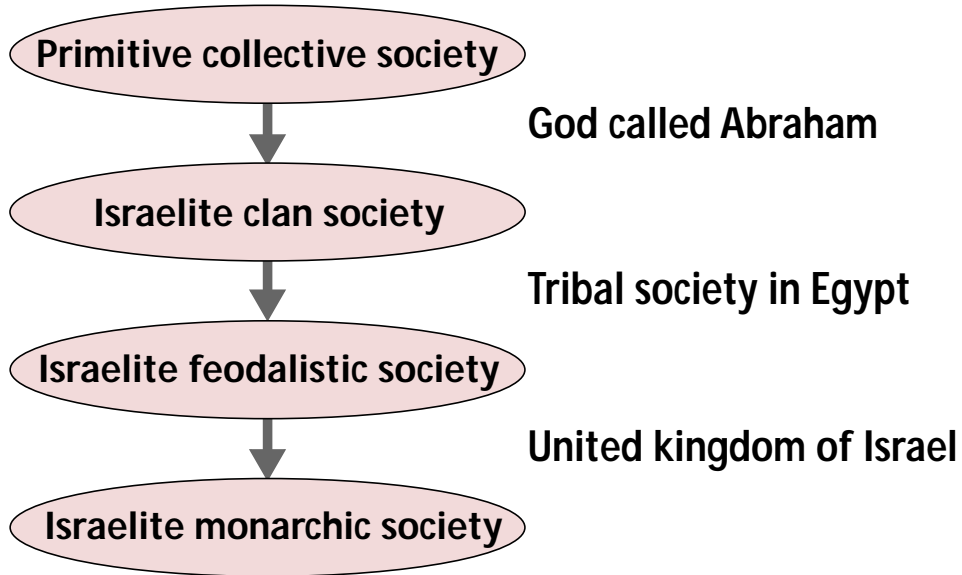 Primitive collective society
God called Abraham
Israelite clan society
Tribal society in Egypt
Israelite feodalistic society
United kingdom of Israel
Israelite monarchic society